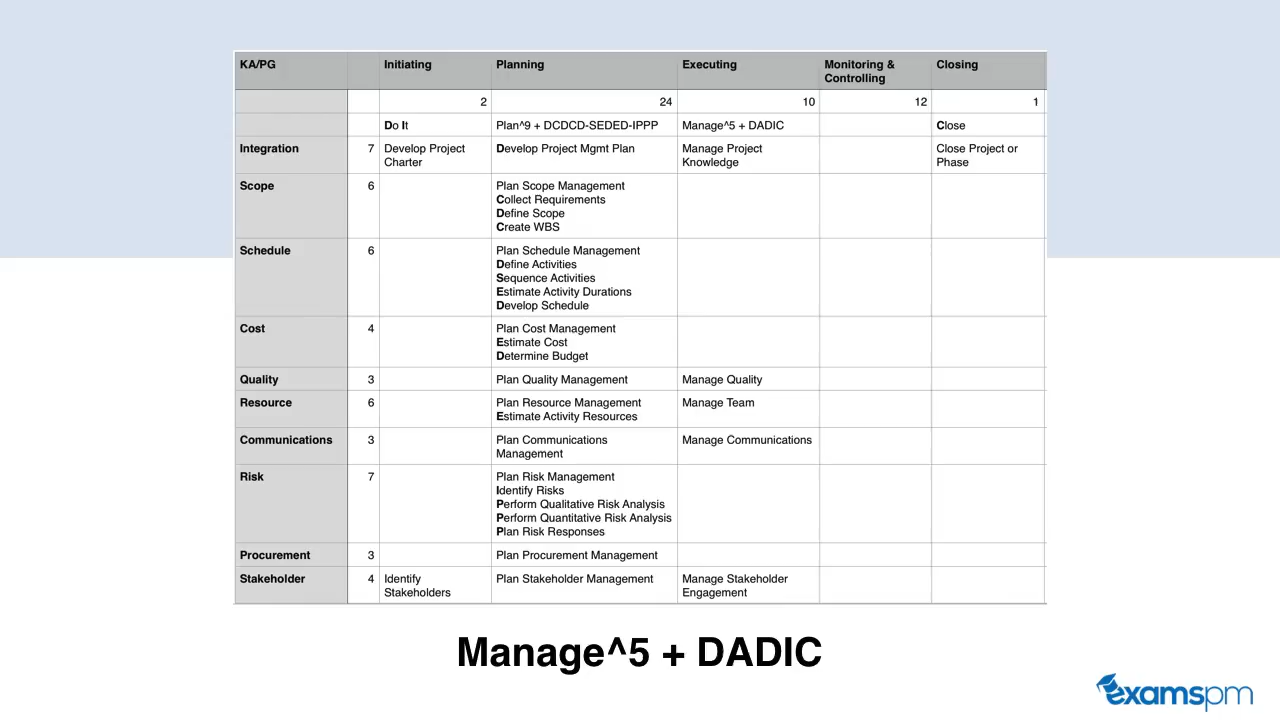 KA/PG Initiating Planning Executing Monitoring & Controlling Closing
2 24 10 12 1
Do It Plan^9 + DCDCD-SEDED-IPPP Manage^5 + DADIC Close
Integration 7 Develop Project Charter Develop Project Mgmt Plan Manage Project Knowledge Close Project or Phase
Scope 6 Plan Scope Management
Collect Requirements
Define Scope
Create WBS
Schedule 6 Plan Schedule Management
Define Activities
Sequence Activities
Estimate Activity Durations
Develop Schedule
Cost 4 Plan Cost Management
Estimate Cost
Determine Budget
Quality 3 Plan Quality Management Manage Quality
Resource 6 Plan Resource Management Manage Team
Estimate Activity Resources
Communications 3 Plan Communications Management Manage Communications
Risk 7 Plan Risk Management
Identify Risks
Perform Qualitative Risk Analysis
Perform Quantitative Risk Analysis
Plan Risk Responses
Procurement 3 Plan Procurement Management
Stakeholder 4 Identify Stakeholders Plan Stakeholder Management Manage Stakeholder Engagement
Manage^5 + DADIC
examspm